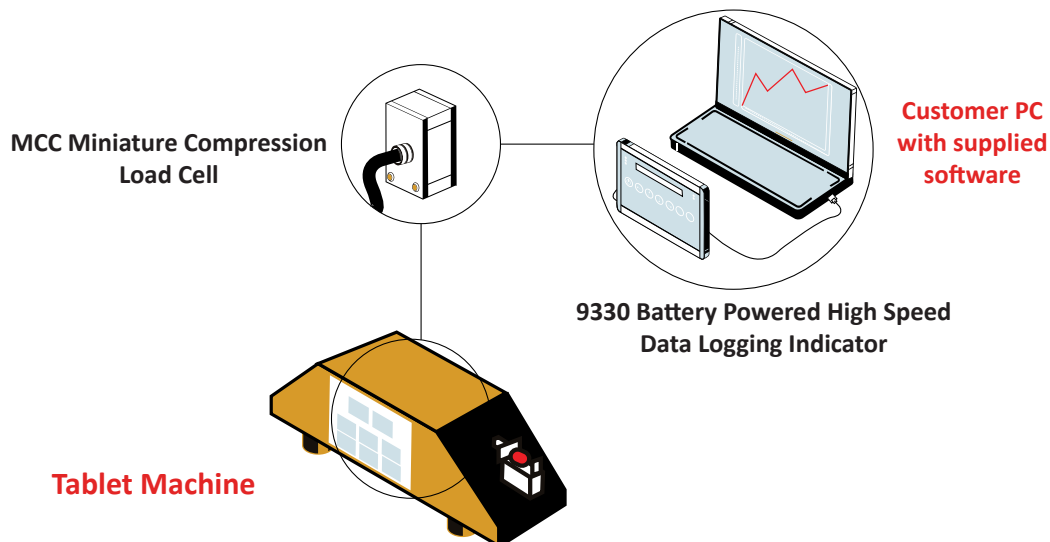 MCC Miniature Compression
Load Cell
Customer PC
with supplied
software
9330 Battery Powered High Speed
Data Logging Indicator
Tablet Machine